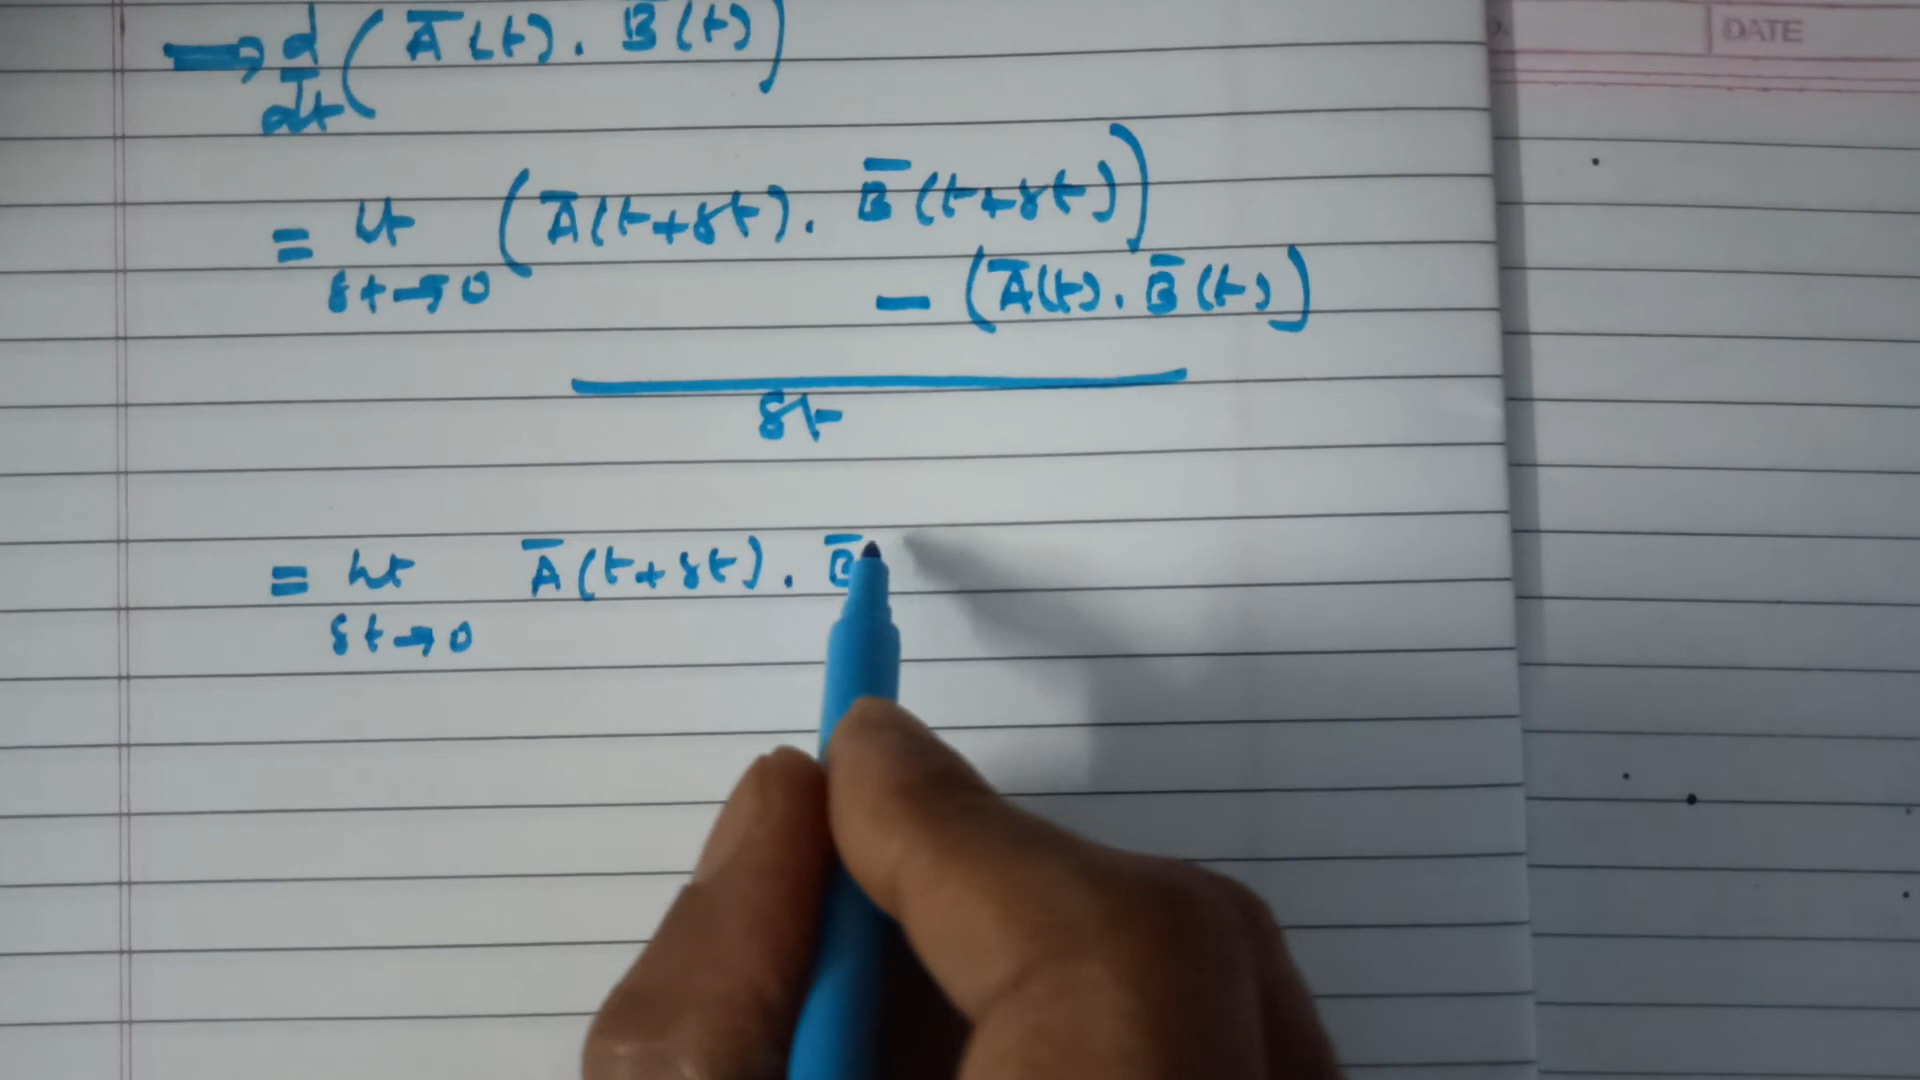 → d/dt ( A̅(t) . B̅(t) )
= lt ( A̅(t+δt) . B̅(t+δt) )
δt→0 − ( A̅(t) . B̅(t) )
δt
= Lt A̅(t+δt) . B̅
δt→0
DATE